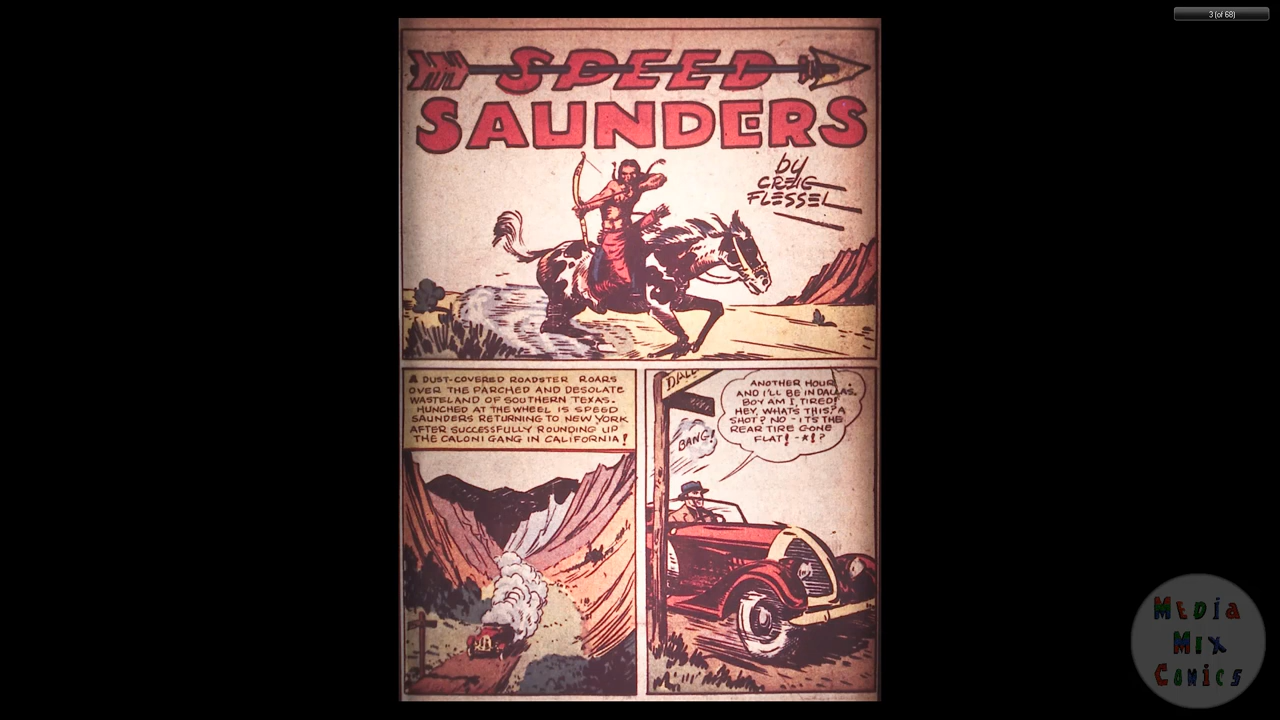 3 (of 68)
SPEED
SAUNDERS
by
CREIG
FLESSEL
A DUST-COVERED ROADSTER ROARS
OVER THE PARCHED AND DESOLATE
WASTELAND OF SOUTHERN TEXAS.
HUNCHED AT THE WHEEL IS SPEED
SAUNDERS RETURNING TO NEW YORK
AFTER SUCCESSFULLY ROUNDING UP
THE CALONI GANG IN CALIFORNIA!
DALL
ANOTHER HOUR
AND I'LL BE IN DALLAS.
BOY AM I TIRED!
HEY, WHAT'S THIS? A
SHOT? NO - IT'S THE
REAR TIRE GONE
FLAT! -*!?
BANG!
MEDIA
MIX
COMICS